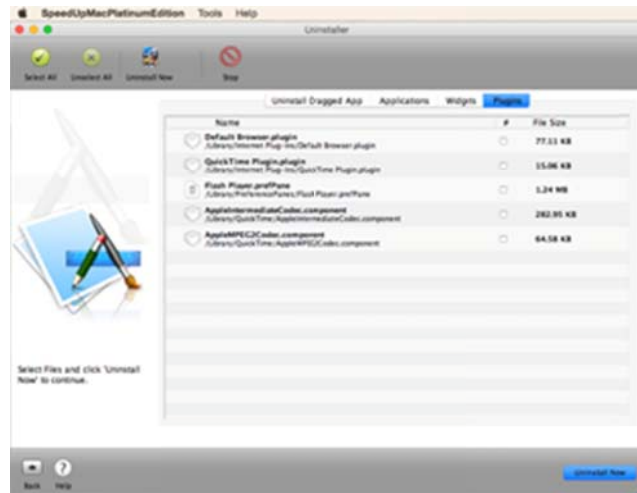 SpeedUpMacPlatinumEdition Tools Help
Uninstaller
Select All Unselect All Uninstall Now Stop
Uninstall Dragged App Applications Widgets Plugins
Name # File Size
Default Browser.plugin
/Library/Internet Plug-Ins/Default Browser.plugin
77.11 KB
QuickTime Plugin.plugin
/Library/Internet Plug-Ins/QuickTime Plugin.plugin
15.06 KB
Flash Player.prefPane
/Library/PreferencePanes/Flash Player.prefPane
1.24 MB
AppleIntermediateCodec.component
/Library/QuickTime/AppleIntermediateCodec.component
282.95 KB
AppleMPEG2Codec.component
/Library/QuickTime/AppleMPEG2Codec.component
64.58 KB
Select Files and click 'Uninstall
Now' to continue.
Back Help
Uninstall Now